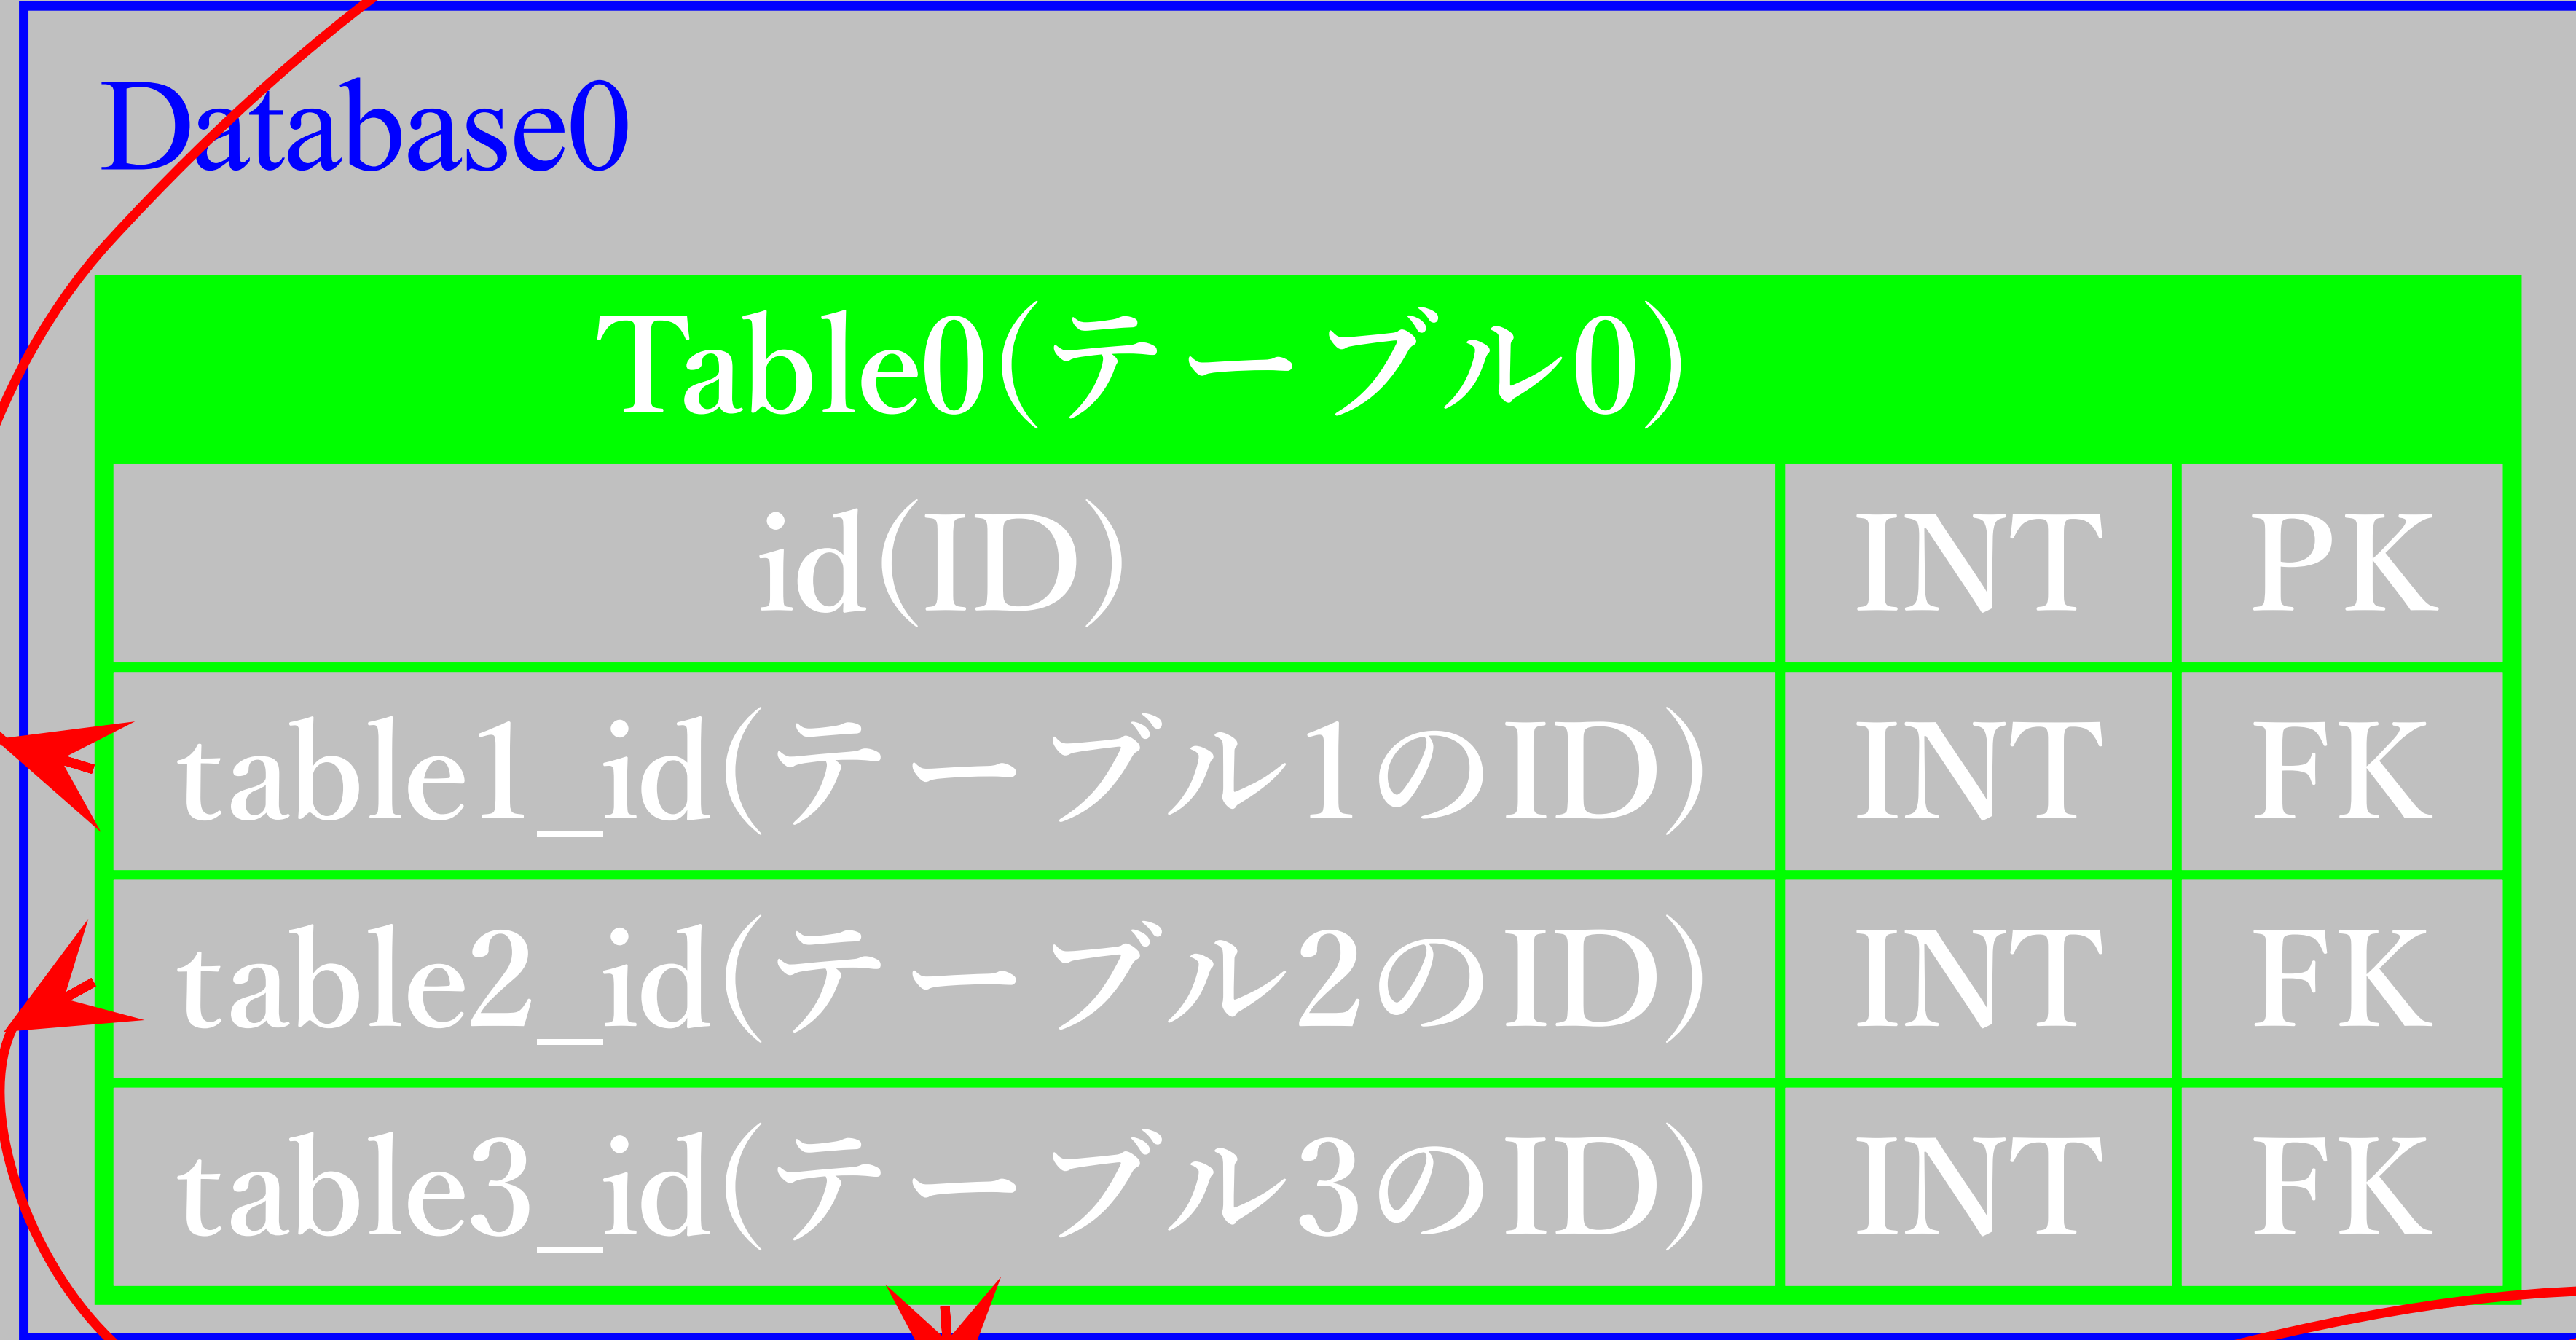 Database0
Table0(テーブル0)
id(ID) INT PK
table1_id(テーブル1のID) INT FK
table2_id(テーブル2のID) INT FK
table3_id(テーブル3のID) INT FK